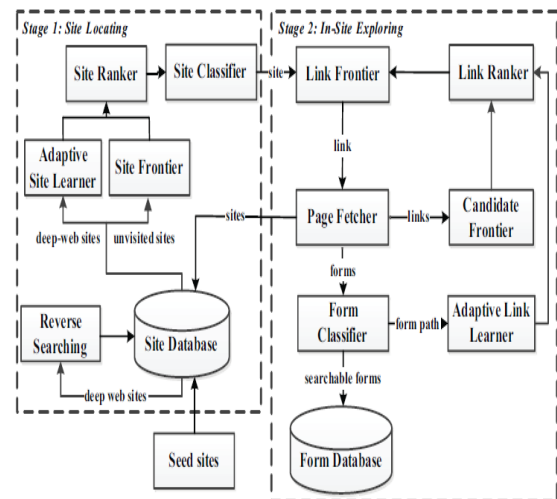 Stage 1: Site Locating
Stage 2: In-Site Exploring
Site Ranker
Site Classifier
site
Link Frontier
Link Ranker
link
Adaptive
Site Learner
Site Frontier
deep-web sites
unvisited sites
sites
Page Fetcher
links
Candidate
Frontier
forms
Reverse
Searching
Site Database
deep web sites
Form
Classifier
form path
Adaptive Link
Learner
searchable forms
Seed sites
Form Database